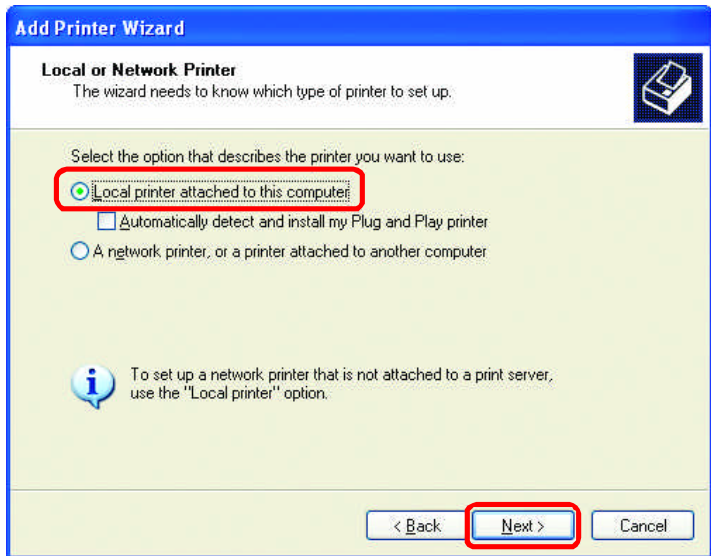 Add Printer Wizard
Local or Network Printer
The wizard needs to know which type of printer to set up.
Select the option that describes the printer you want to use:
Local printer attached to this computer
Automatically detect and install my Plug and Play printer
A network printer, or a printer attached to another computer
To set up a network printer that is not attached to a print server,
use the "Local printer" option.
< Back
Next >
Cancel